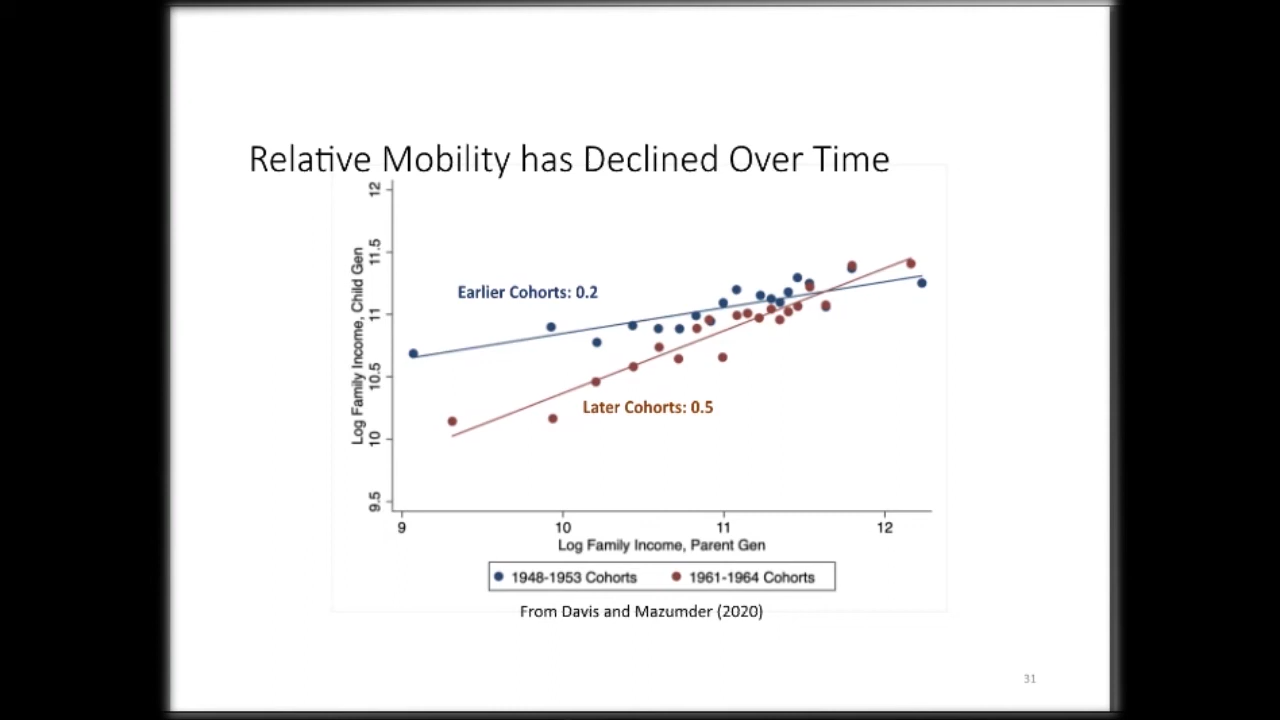 Relative Mobility has Declined Over Time
12
11.5
11
10.5
10
9.5
Log Family Income, Child Gen
Earlier Cohorts: 0.2
Later Cohorts: 0.5
9 10 11 12
Log Family Income, Parent Gen
1948-1953 Cohorts 1961-1964 Cohorts
From Davis and Mazumder (2020)
31